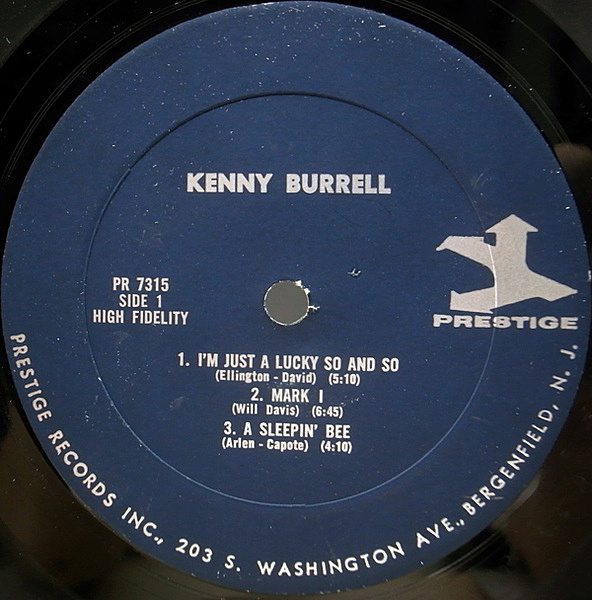 KENNY BURRELL
PR 7315
SIDE 1
HIGH FIDELITY
PRESTIGE
1. I'M JUST A LUCKY SO AND SO
(Ellington - David) (5:10)
2. MARK I
(Will Davis) (6:45)
3. A SLEEPIN' BEE
(Arlen - Capote) (4:10)
PRESTIGE RECORDS INC., 203 S. WASHINGTON AVE., BERGENFIELD, N. J.